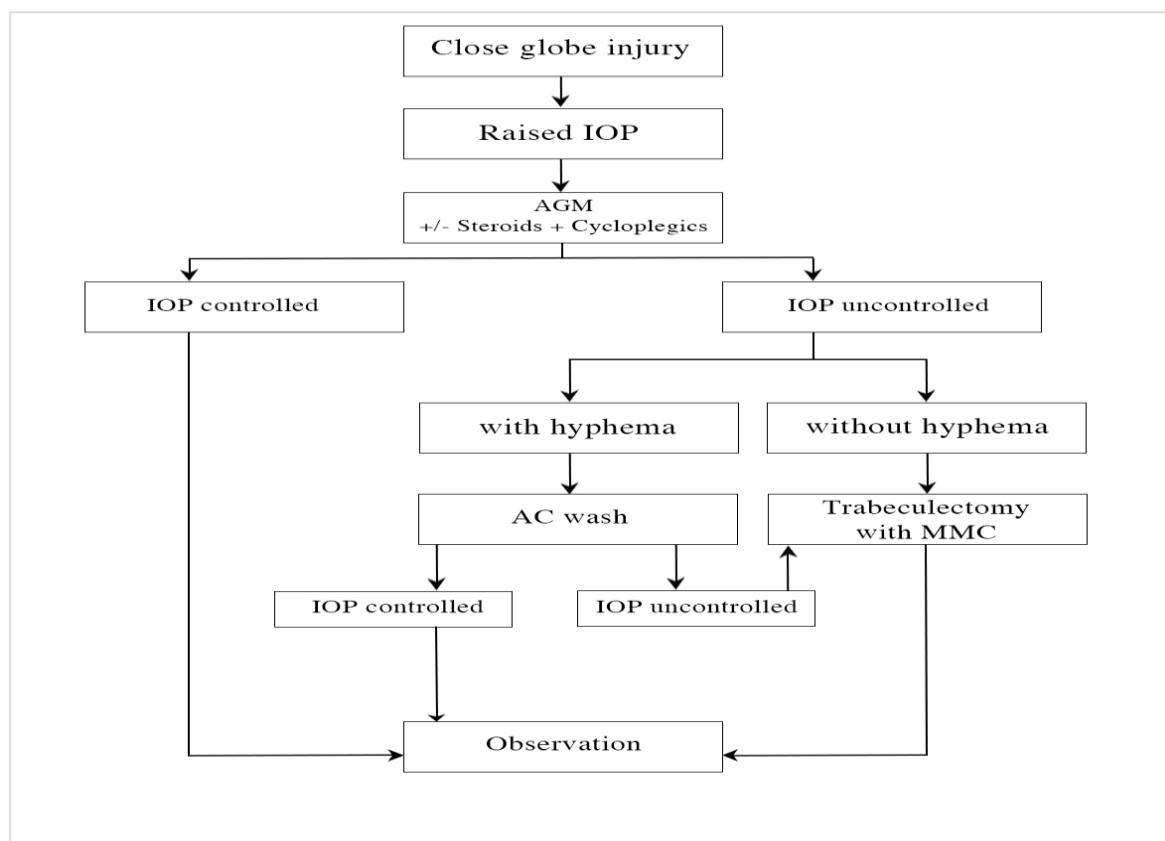 Close globe injury
Raised IOP
AGM
+/- Steroids + Cycloplegics
IOP controlled
IOP uncontrolled
with hyphema
without hyphema
AC wash
Trabeculectomy
with MMC
IOP controlled
IOP uncontrolled
Observation